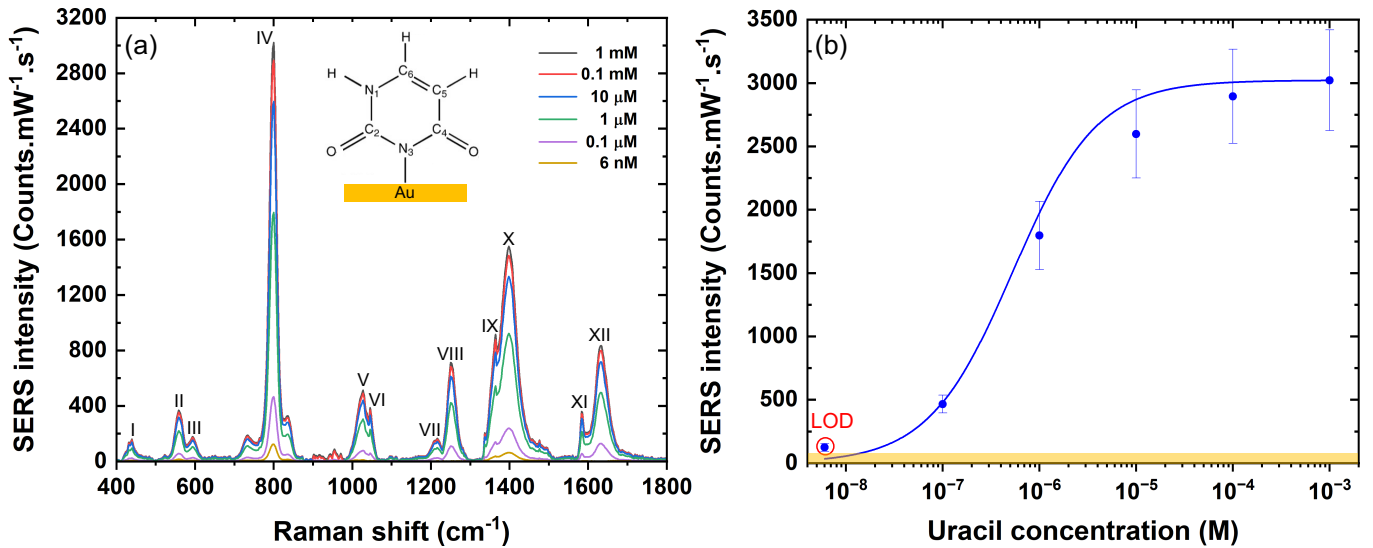 (a)
IV
1 mM
0.1 mM
10 μM
1 μM
0.1 μM
6 nM
H
H
C6
H
N1
C5
C2
C4
O
N3
O
Au
X
IX
XII
VIII
V
VI
XI
II
III
I
VII
3200
2800
2400
2000
1600
1200
800
400
0
400
600
800
1000
1200
1400
1600
1800
SERS intensity (Counts.mW⁻¹.s⁻¹)
Raman shift (cm⁻¹)
(b)
3500
3000
2500
2000
1500
1000
500
0
LOD
10⁻⁸
10⁻⁷
10⁻⁶
10⁻⁵
10⁻⁴
10⁻³
SERS intensity (Counts.mW⁻¹.s⁻¹)
Uracil concentration (M)